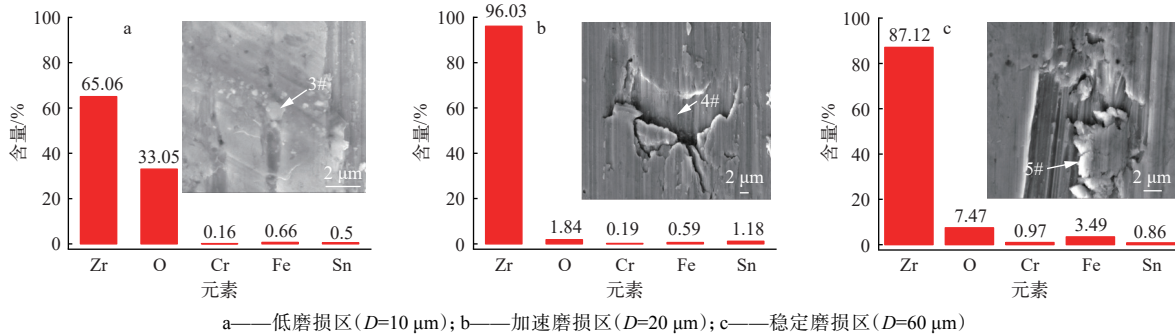 a
100
80
60
40
20
0
含量/%
65.06
33.05
0.16
0.66
0.5
3#
2 μm
Zr
O
Cr
Fe
Sn
元素
b
100
80
60
40
20
0
含量/%
96.03
1.84
0.19
0.59
1.18
4#
2 μm
Zr
O
Cr
Fe
Sn
元素
c
100
80
60
40
20
0
含量/%
87.12
7.47
0.97
3.49
0.86
5#
2 μm
Zr
O
Cr
Fe
Sn
元素
a——低磨损区(D=10 μm);b——加速磨损区(D=20 μm);c——稳定磨损区(D=60 μm)